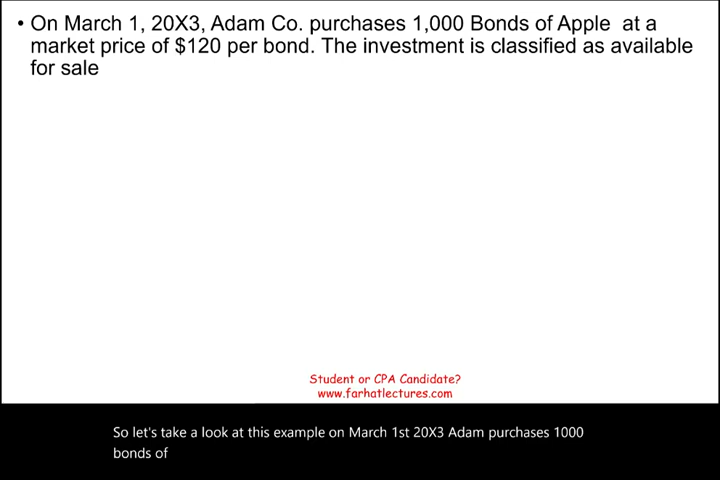 • On March 1, 20X3, Adam Co. purchases 1,000 Bonds of Apple at a
market price of $120 per bond. The investment is classified as available
for sale
Student or CPA Candidate?
www.farhatlectures.com
So let's take a look at this example on March 1st 20X3 Adam purchases 1000
bonds of